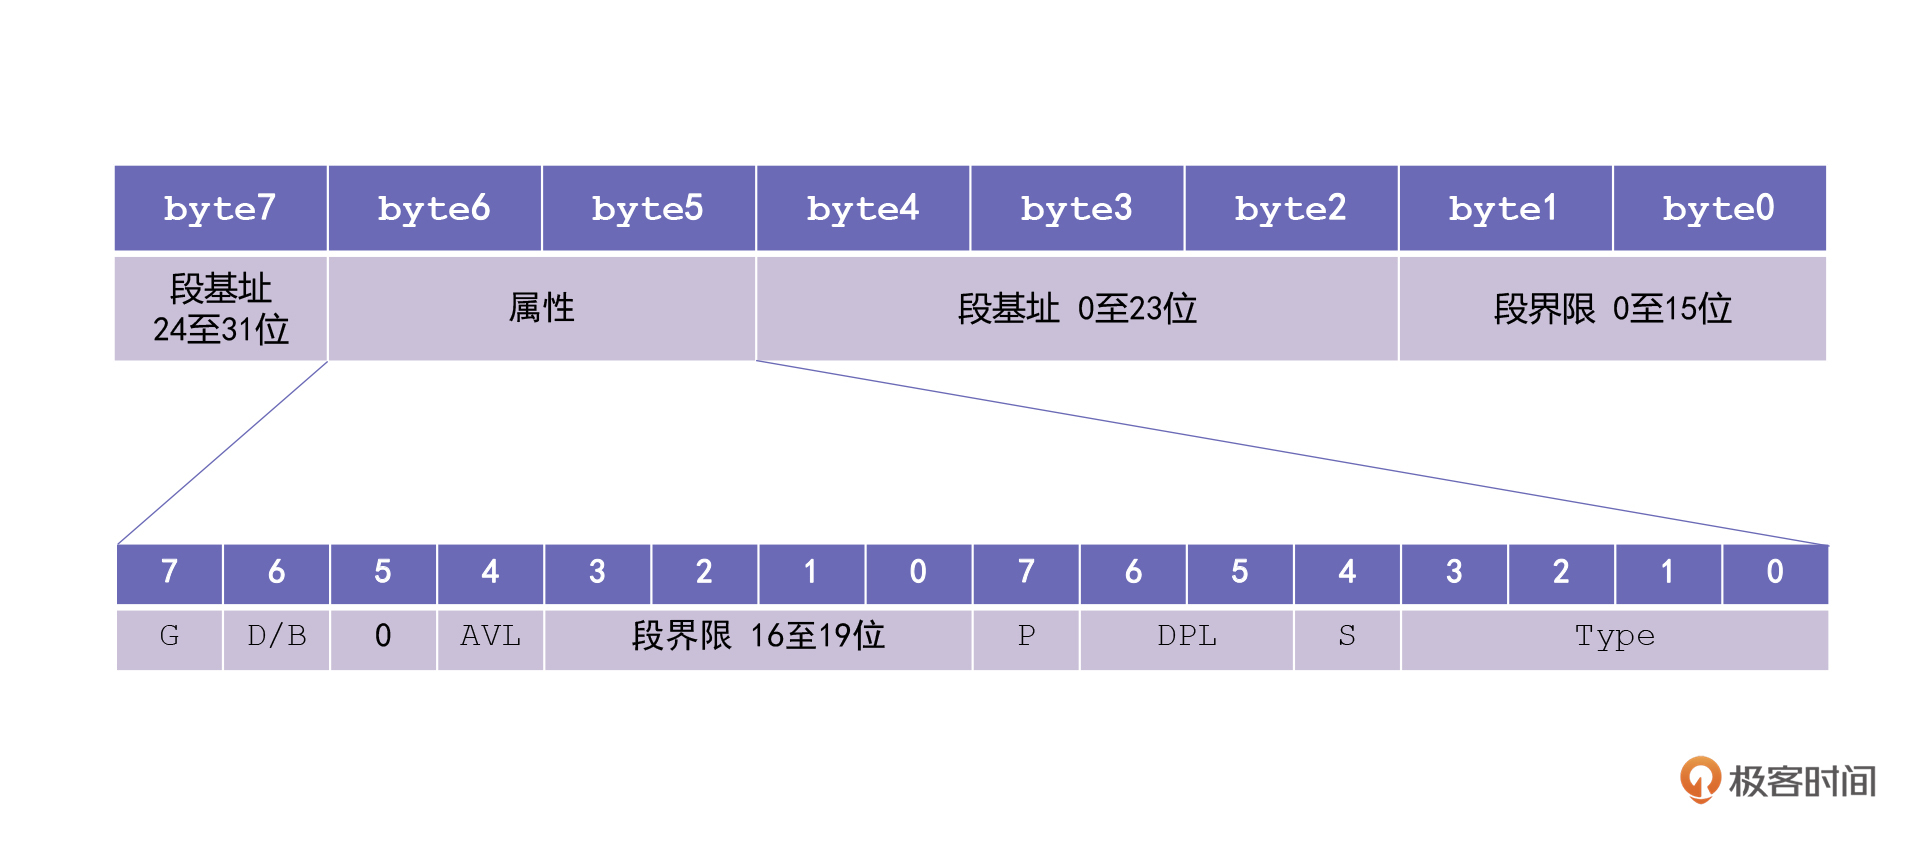 byte7 byte6 byte5 byte4 byte3 byte2 byte1 byte0
段基址
24至31位
属性
段基址 0至23位
段界限 0至15位
7 6 5 4 3 2 1 0 7 6 5 4 3 2 1 0
G D/B 0 AVL 段界限 16至19位 P DPL S Type
极客时间